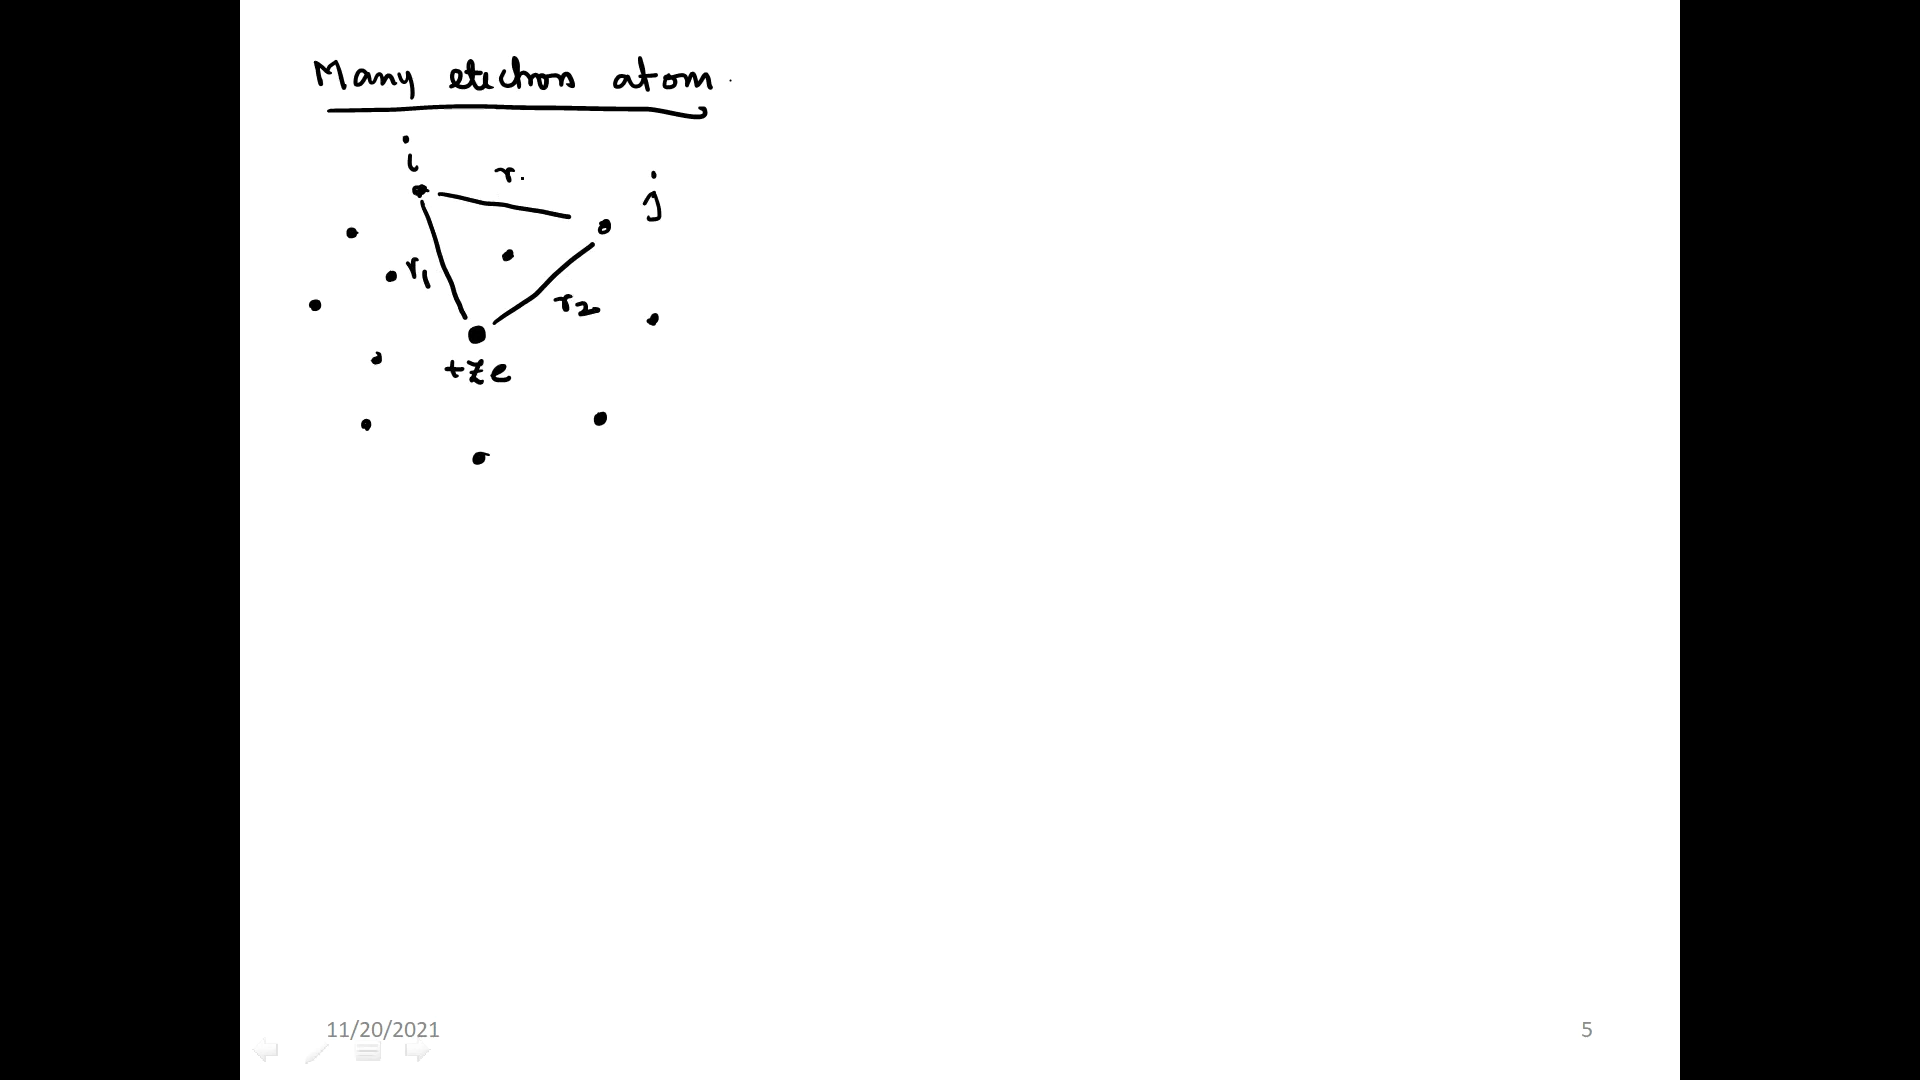 Many electrons atom
i
r.
j
r1
r2
+ze
11/20/2021
5